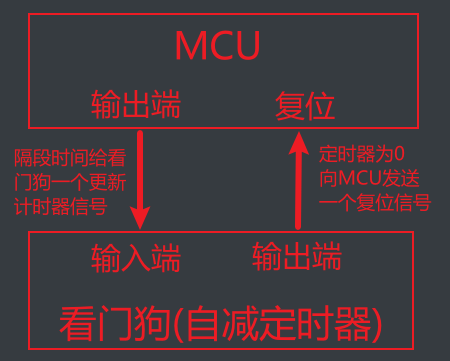 MCU
输出端 复位
隔段时间给看
门狗一个更新
计时器信号
定时器为0
向MCU发送
一个复位信号
输入端 输出端
看门狗(自减定时器)